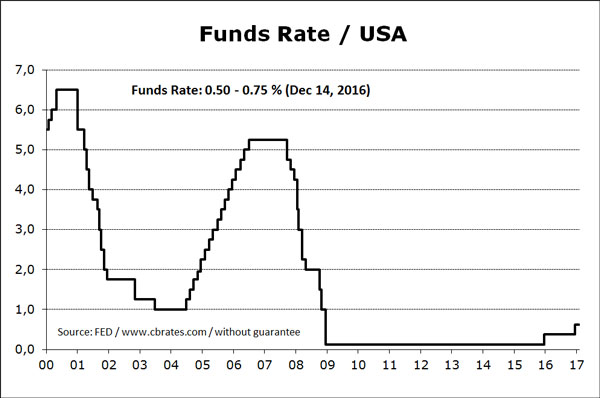 Funds Rate / USA
Funds Rate: 0.50 - 0.75 % (Dec 14, 2016)
7,0
6,0
5,0
4,0
3,0
2,0
1,0
0,0
Source: FED / www.cbrates.com / without guarantee
00 01 02 03 04 05 06 07 08 09 10 11 12 13 14 15 16 17